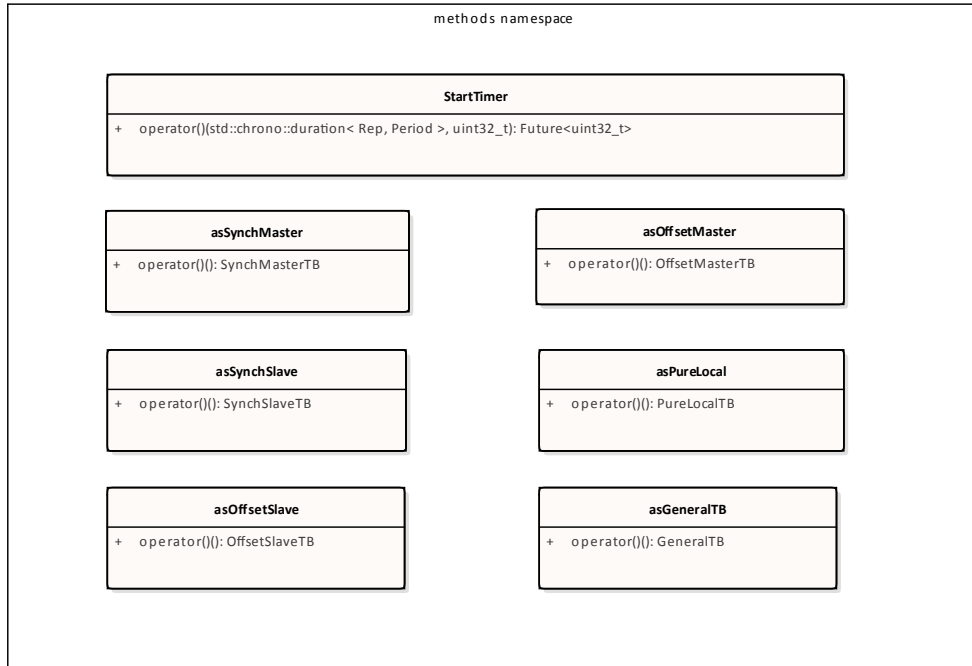 methods namespace
StartTimer
+ operator()(std::chrono::duration< Rep, Period >, uint32_t): Future<uint32_t>
asSynchMaster
+ operator()(): SynchMasterTB
asOffsetMaster
+ operator()(): OffsetMasterTB
asSynchSlave
+ operator()(): SynchSlaveTB
asPureLocal
+ operator()(): PureLocalTB
asOffsetSlave
+ operator()(): OffsetSlaveTB
asGeneralTB
+ operator()(): GeneralTB